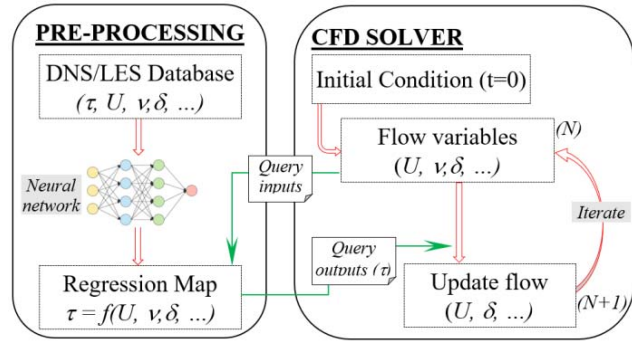 PRE-PROCESSING
DNS/LES Database
(τ, U, ν,δ, ...)
Neural
network
Regression Map
τ = f(U, ν,δ, ...)
Query
inputs
Query
outputs (τ)
CFD SOLVER
Initial Condition (t=0)
Flow variables
(U, ν,δ, ...)
(N)
Iterate
Update flow
(U, δ, ...)
(N+1))